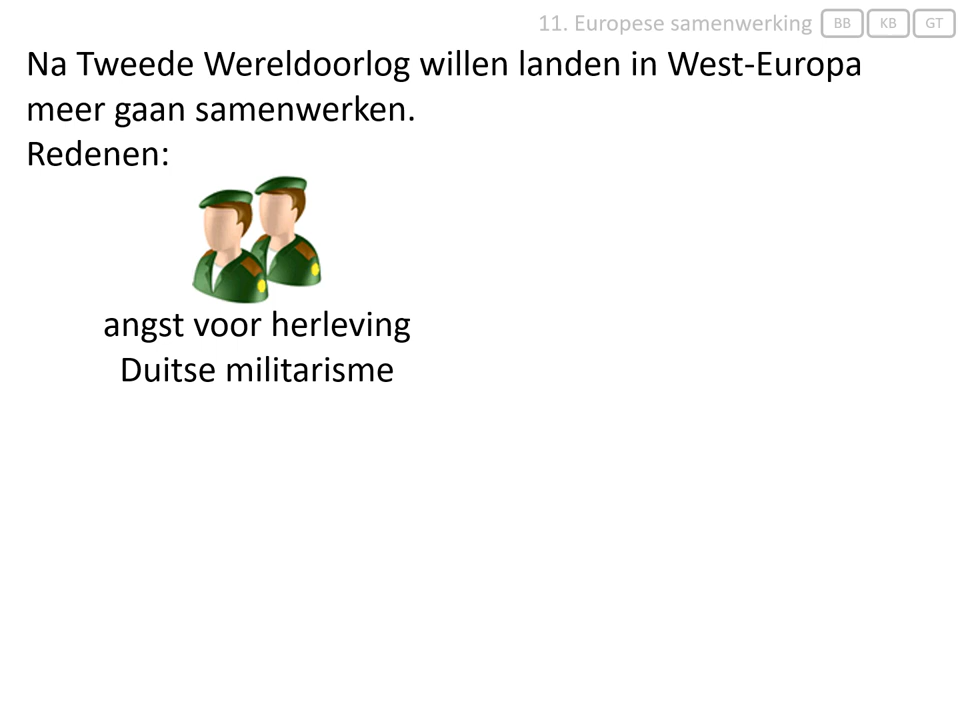 11. Europese samenwerking BB KB GT
Na Tweede Wereldoorlog willen landen in West-Europa
meer gaan samenwerken.
Redenen:
angst voor herleving
Duitse militarisme